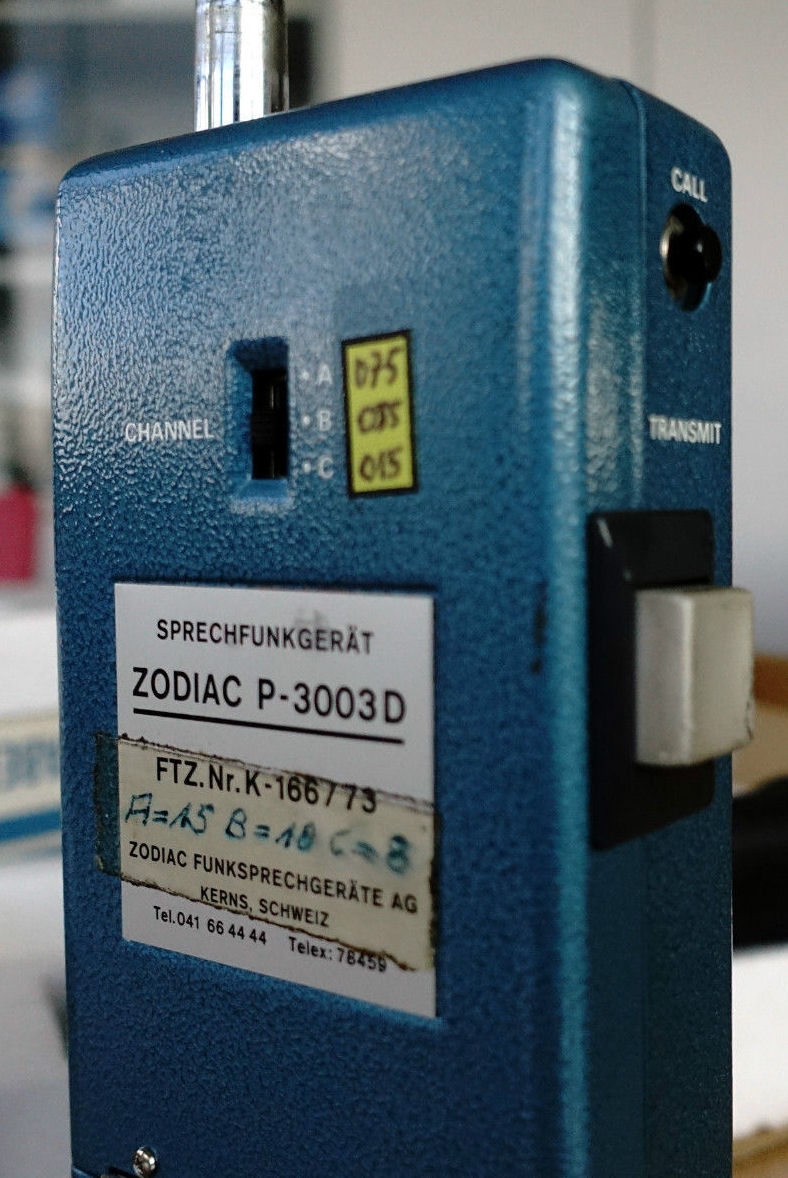 CALL
• A
• B
• C
075
085
015
CHANNEL
TRANSMIT
SPRECHFUNKGERÄT
ZODIAC P-3003D
FTZ.Nr.K-166/73
A=15 B=18 C=8
ZODIAC FUNKSPRECHGERÄTE AG
KERNS, SCHWEIZ
Tel.041 66 44 44 Telex: 78459